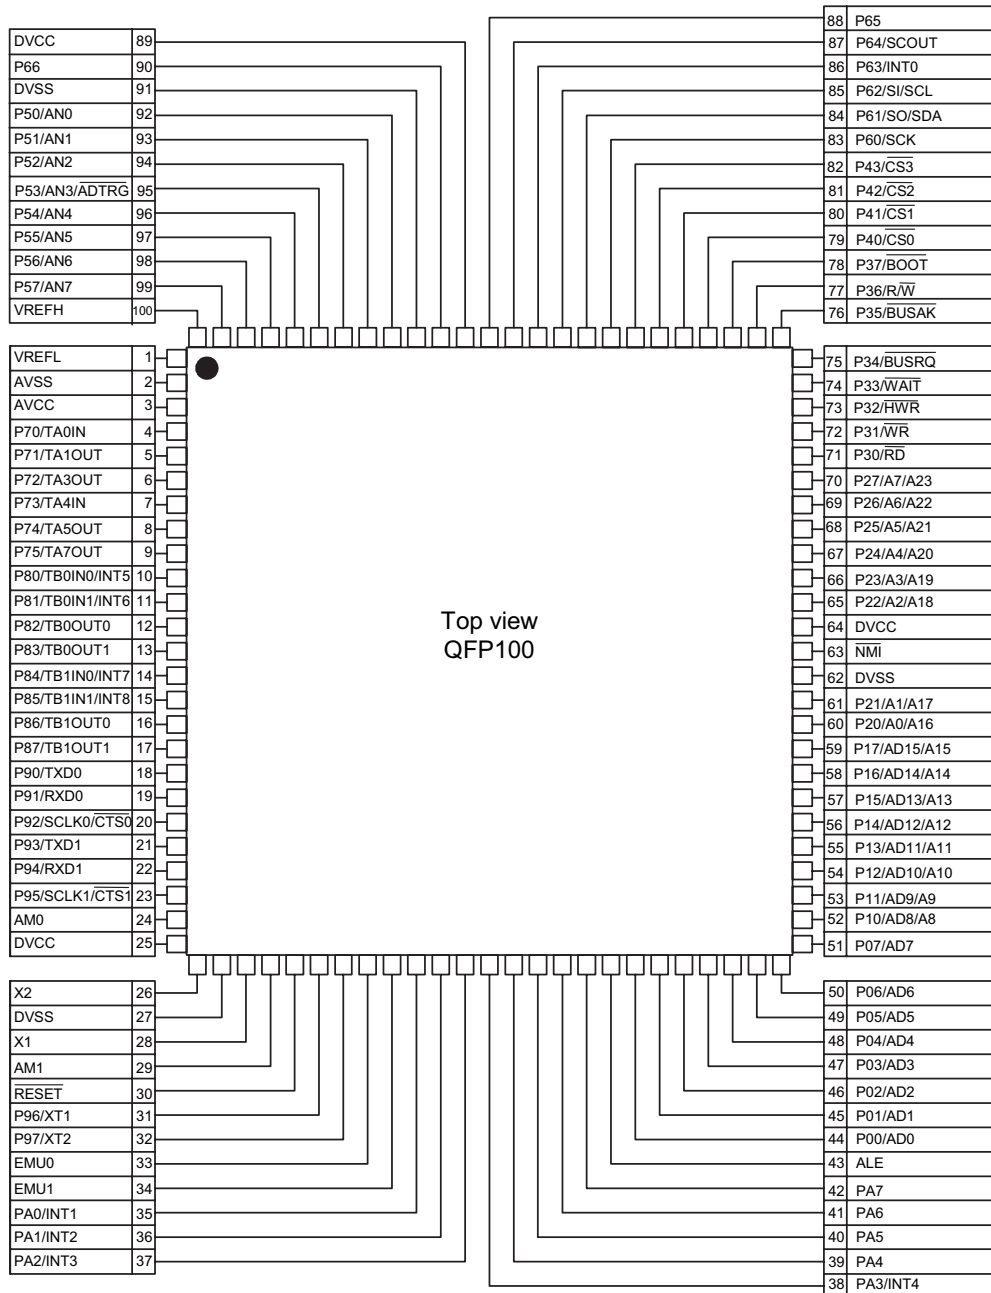 88 P65
DVCC 89
87 P64/SCOUT
P66 90
86 P63/INT0
DVSS 91
85 P62/SI/SCL
P50/AN0 92
84 P61/SO/SDA
P51/AN1 93
83 P60/SCK
P52/AN2 94
82 P43/CS3
P53/AN3/ADTRG 95
81 P42/CS2
P54/AN4 96
80 P41/CS1
P55/AN5 97
79 P40/CS0
P56/AN6 98
78 P37/BOOT
P57/AN7 99
77 P36/R/W
VREFH 100
76 P35/BUSAK
VREFL 1
75 P34/BUSRQ
AVSS 2
74 P33/WAIT
AVCC 3
73 P32/HWR
P70/TA0IN 4
72 P31/WR
P71/TA1OUT 5
71 P30/RD
P72/TA3OUT 6
70 P27/A7/A23
P73/TA4IN 7
69 P26/A6/A22
P74/TA5OUT 8
68 P25/A5/A21
P75/TA7OUT 9
67 P24/A4/A20
P80/TB0IN0/INT5 10
66 P23/A3/A19
P81/TB0IN1/INT6 11
65 P22/A2/A18
P82/TB0OUT0 12
64 DVCC
P83/TB0OUT1 13
63 NMI
P84/TB1IN0/INT7 14
62 DVSS
P85/TB1IN1/INT8 15
61 P21/A1/A17
P86/TB1OUT0 16
60 P20/A0/A16
P87/TB1OUT1 17
59 P17/AD15/A15
P90/TXD0 18
58 P16/AD14/A14
P91/RXD0 19
57 P15/AD13/A13
P92/SCLK0/CTS0 20
56 P14/AD12/A12
P93/TXD1 21
55 P13/AD11/A11
P94/RXD1 22
54 P12/AD10/A10
P95/SCLK1/CTS1 23
53 P11/AD9/A9
AM0 24
52 P10/AD8/A8
DVCC 25
51 P07/AD7
Top view
QFP100
X2 26
50 P06/AD6
DVSS 27
49 P05/AD5
X1 28
48 P04/AD4
AM1 29
47 P03/AD3
RESET 30
46 P02/AD2
P96/XT1 31
45 P01/AD1
P97/XT2 32
44 P00/AD0
EMU0 33
43 ALE
EMU1 34
42 PA7
PA0/INT1 35
41 PA6
PA1/INT2 36
40 PA5
PA2/INT3 37
39 PA4
38 PA3/INT4